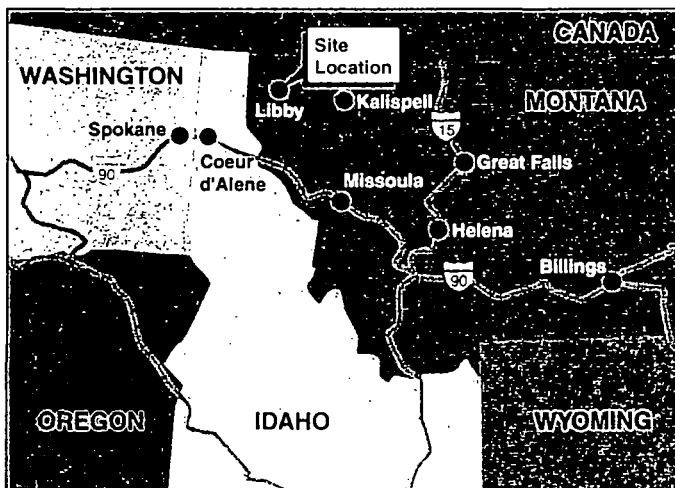 CANADA
Site
Location
WASHINGTON
MONTANA
Libby
Kalispell
15
Spokane
Coeur
d'Alene
90
Great Falls
Missoula
Helena
Billings
90
OREGON
IDAHO
WYOMING